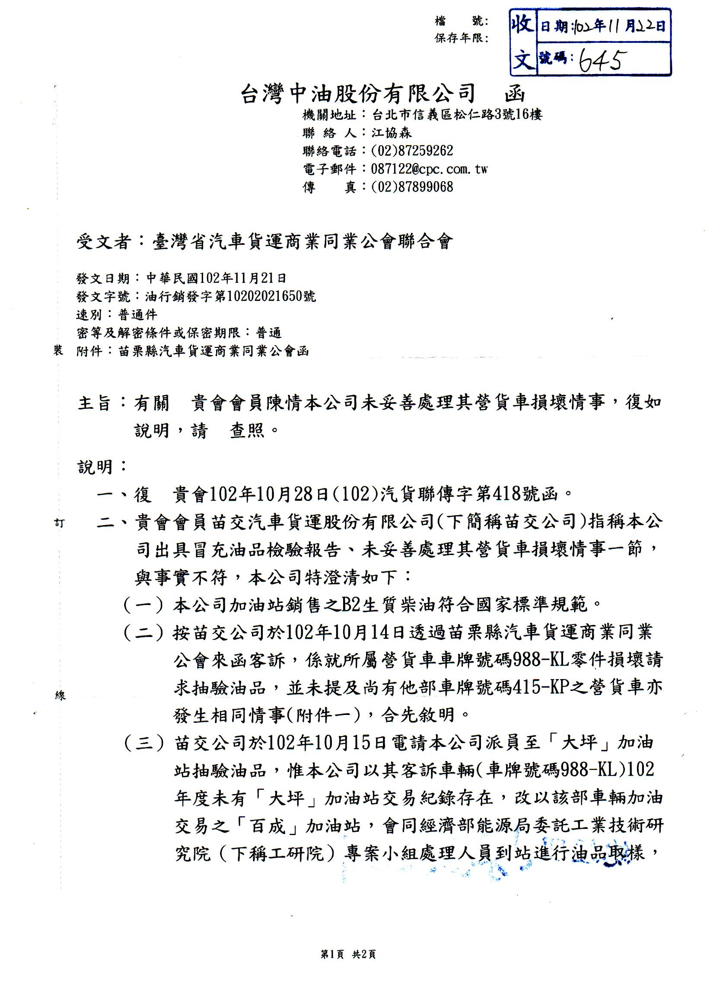 檔　　號:
保存年限:
收文
日期:102年11月22日
號碼:645
台灣中油股份有限公司　函
機關地址：台北市信義區松仁路3號16樓
聯 絡 人：江協森
聯絡電話：(02)87259262
電子郵件：087122@cpc.com.tw
傳　　真：(02)87899068
受文者：臺灣省汽車貨運商業同業公會聯合會
發文日期：中華民國102年11月21日
發文字號：油行銷發字第10202021650號
速別：普通件
密等及解密條件或保密期限：普通
附件：苗栗縣汽車貨運商業同業公會函
主旨：有關　貴會會員陳情本公司未妥善處理其營貨車損壞情事，復如
說明，請　查照。
說明：
一、復　貴會102年10月28日(102)汽貨聯傳字第418號函。
二、貴會會員苗交汽車貨運股份有限公司(下簡稱苗交公司)指稱本公
司出具冒充油品檢驗報告、未妥善處理其營貨車損壞情事一節，
與事實不符，本公司特澄清如下：
（一）本公司加油站銷售之B2生質柴油符合國家標準規範。
（二）按苗交公司於102年10月14日透過苗栗縣汽車貨運商業同業
公會來函客訴，係就所屬營貨車車牌號碼988-KL零件損壞請
求抽驗油品，並未提及尚有他部車牌號碼415-KP之營貨車亦
發生相同情事(附件一)，合先敘明。
（三）苗交公司於102年10月15日電請本公司派員至「大坪」加油
站抽驗油品，惟本公司以其客訴車輛(車牌號碼988-KL)102
年度未有「大坪」加油站交易紀錄存在，改以該部車輛加油
交易之「百成」加油站，會同經濟部能源局委託工業技術研
究院（下稱工研院）專案小組處理人員到站進行油品取樣，
裝
訂
線
第1頁 共2頁